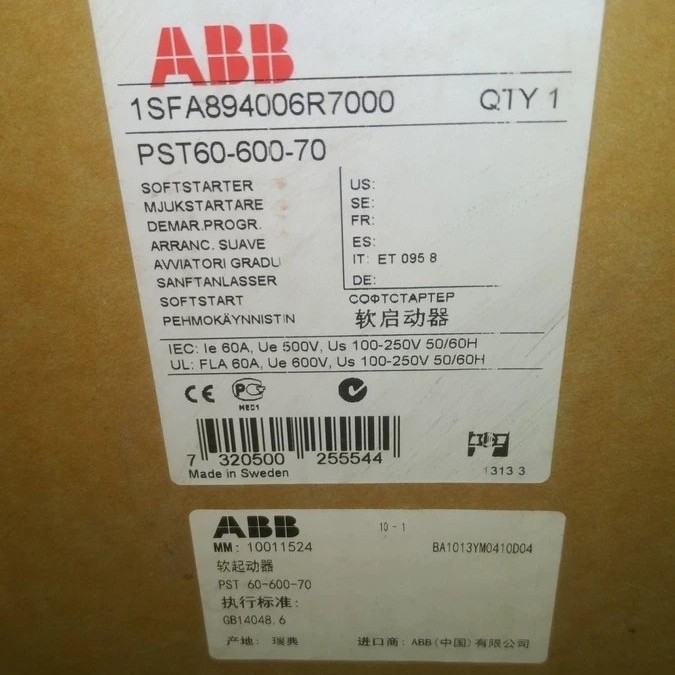 ABB
1SFA894006R7000 QTY 1
PST60-600-70
SOFTSTARTER
MJUKSTARTARE
DEMAR.PROGR.
ARRANC. SUAVE
AVVIATORI GRADU
SANFTANLASSER
SOFTSTART
PEHMOKÄYNNISTIN
US:
SE:
FR:
ES:
IT: ET 095 8
DE:
СОФТСТАРТЕР
软启动器
IEC: Ie 60A, Ue 500V, Us 100-250V 50/60H
UL: FLA 60A, Ue 600V, Us 100-250V 50/60H
CE
7 320500 255544
Made in Sweden
1313 3
ABB
10-1
MM: 10011524 BA1013YM0410D04
软起动器
PST 60-600-70
执行标准:
GB14048.6
产地: 瑞典 进口商: ABB(中国)有限公司